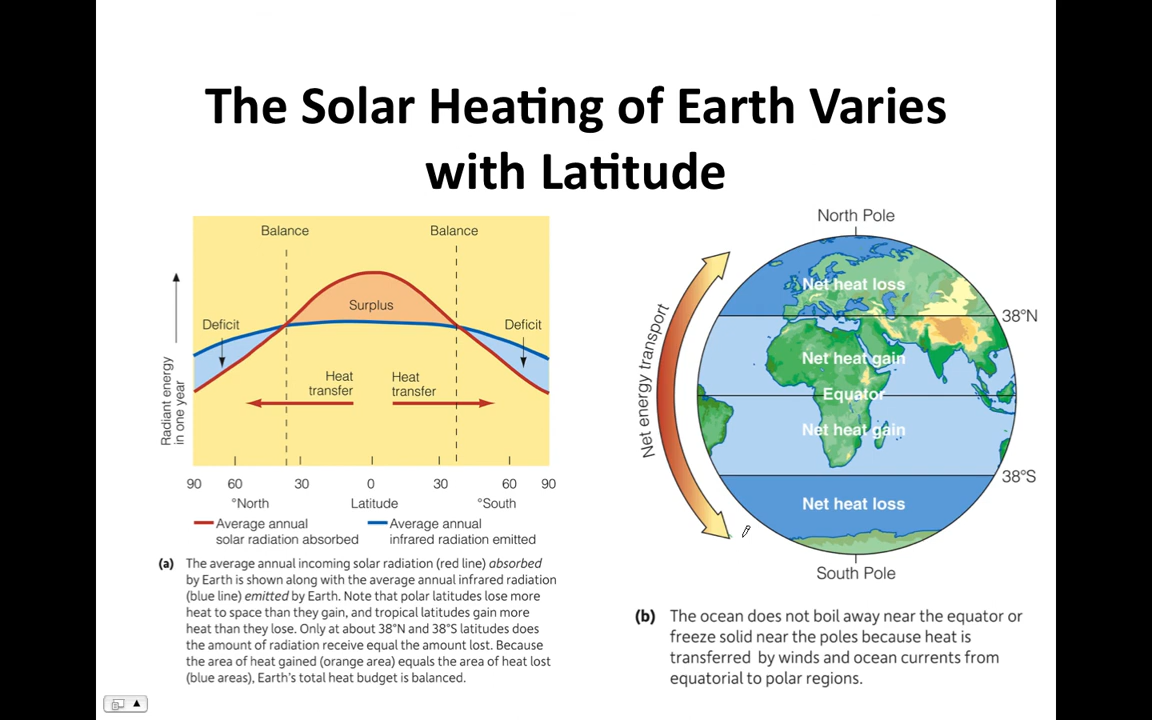 The Solar Heating of Earth Varies
with Latitude
Balance
Balance
Surplus
Deficit
Deficit
Heat
transfer
Heat
transfer
Radiant energy
in one year
90
60
30
0
30
60
90
°North
Latitude
°South
Average annual
solar radiation absorbed
Average annual
infrared radiation emitted
(a) The average annual incoming solar radiation (red line) absorbed
by Earth is shown along with the average annual infrared radiation
(blue line) emitted by Earth. Note that polar latitudes lose more
heat to space than they gain, and tropical latitudes gain more
heat than they lose. Only at about 38°N and 38°S latitudes does
the amount of radiation receive equal the amount lost. Because
the area of heat gained (orange area) equals the area of heat lost
(blue areas), Earth's total heat budget is balanced.
North Pole
Net heat loss
38°N
Net heat gain
Equator
Net heat gain
38°S
Net heat loss
South Pole
Net energy transport
(b) The ocean does not boil away near the equator or
freeze solid near the poles because heat is
transferred by winds and ocean currents from
equatorial to polar regions.